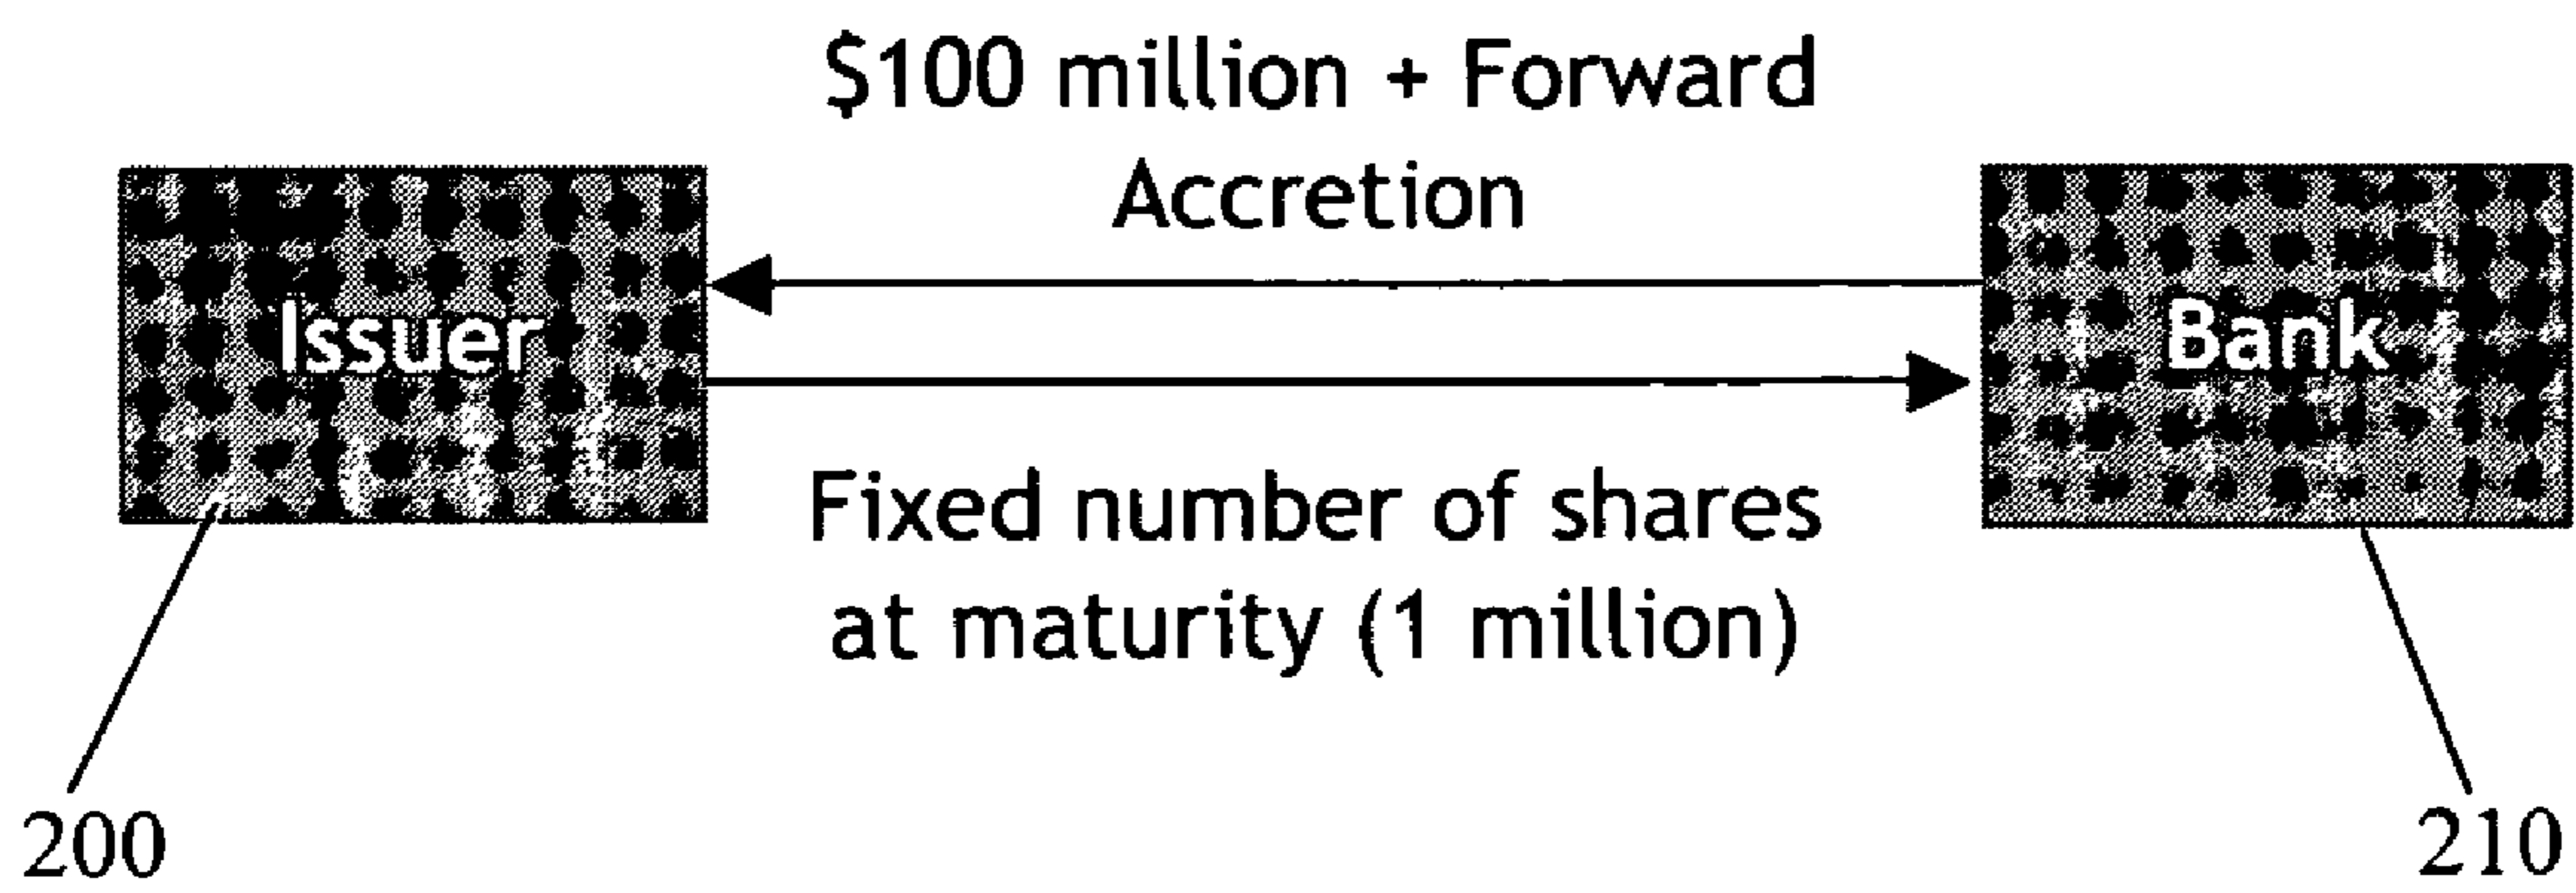 $100 million + Forward
Accretion
Issuer
Bank
Fixed number of shares
at maturity (1 million)
200
210